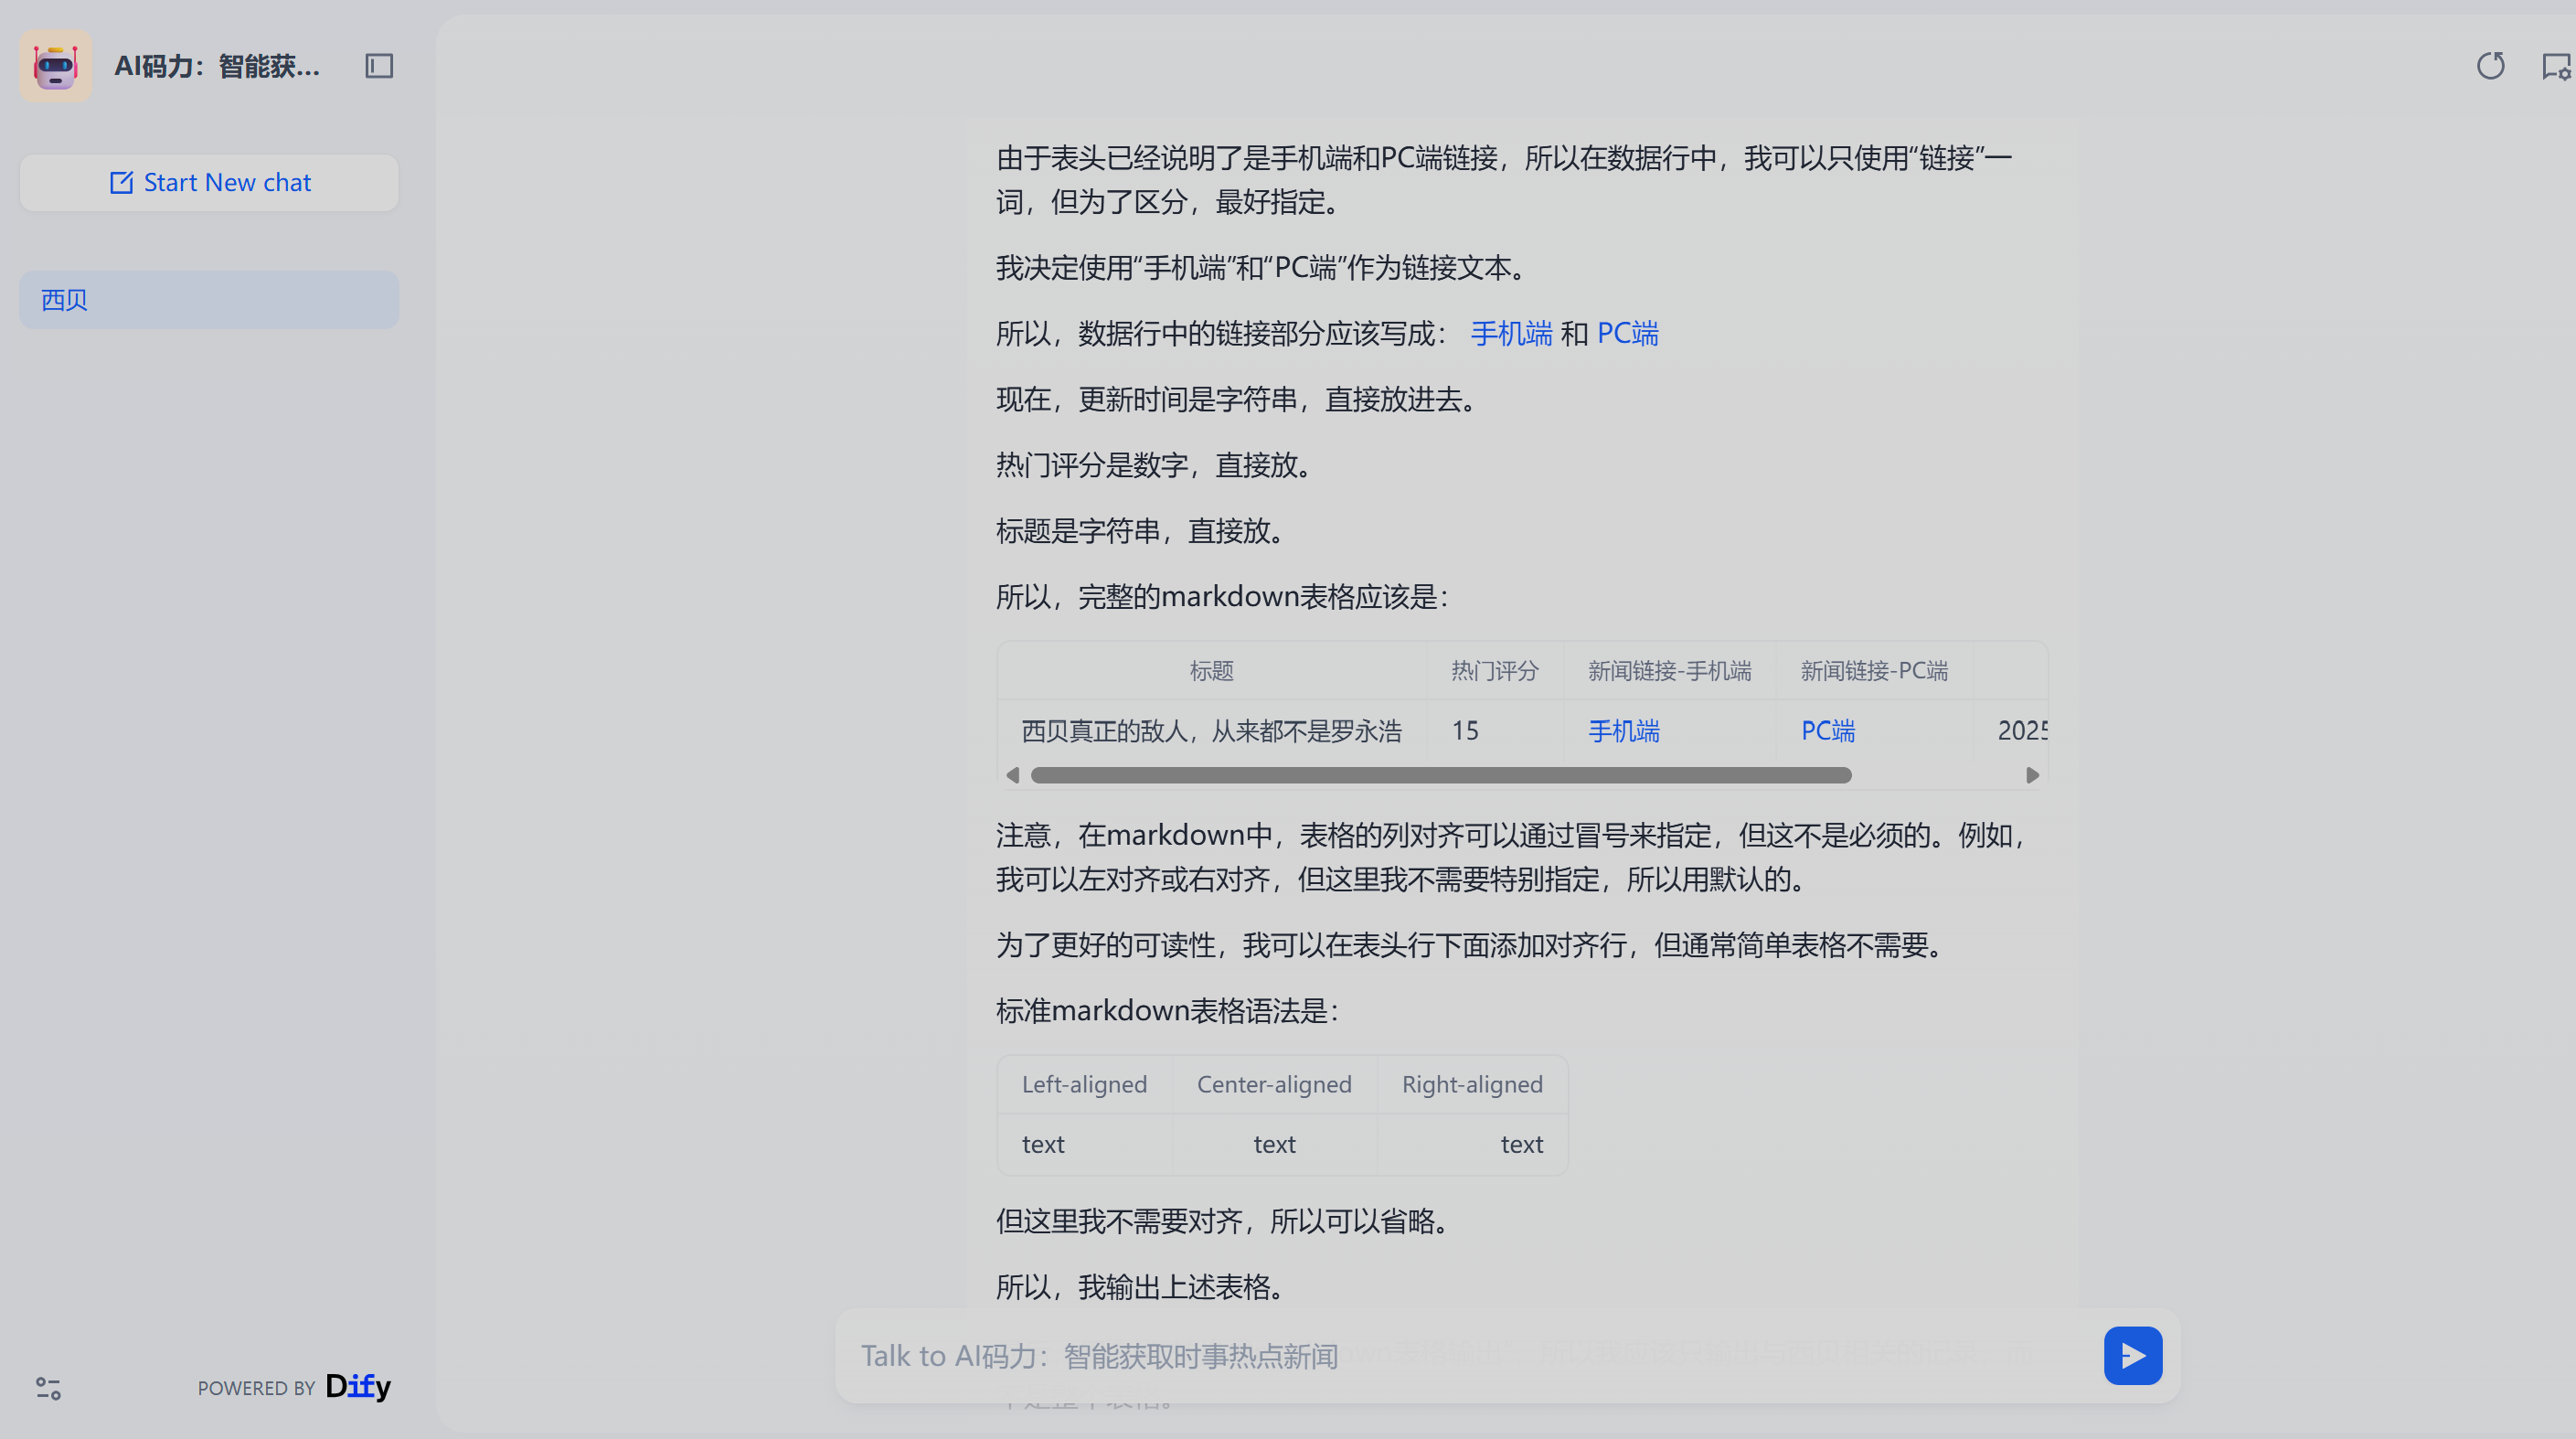 AI码力：智能获...
Start New chat
西贝
由于表头已经说明了是手机端和PC端链接，所以在数据行中，我可以只使用“链接”一
词，但为了区分，最好指定。
我决定使用“手机端”和“PC端”作为链接文本。
所以，数据行中的链接部分应该写成： 手机端 和 PC端
现在，更新时间是字符串，直接放进去。
热门评分是数字，直接放。
标题是字符串，直接放。
所以，完整的markdown表格应该是：
标题 热门评分 新闻链接-手机端 新闻链接-PC端
西贝真正的敌人，从来都不是罗永浩 15 手机端 PC端 2025
注意，在markdown中，表格的列对齐可以通过冒号来指定，但这不是必须的。例如，
我可以左对齐或右对齐，但这里我不需要特别指定，所以用默认的。
为了更好的可读性，我可以在表头行下面添加对齐行，但通常简单表格不需要。
标准markdown表格语法是：
Left-aligned Center-aligned Right-aligned
text text text
但这里我不需要对齐，所以可以省略。
所以，我输出上述表格。
Talk to AI码力：智能获取时事热点新闻
POWERED BY Dify